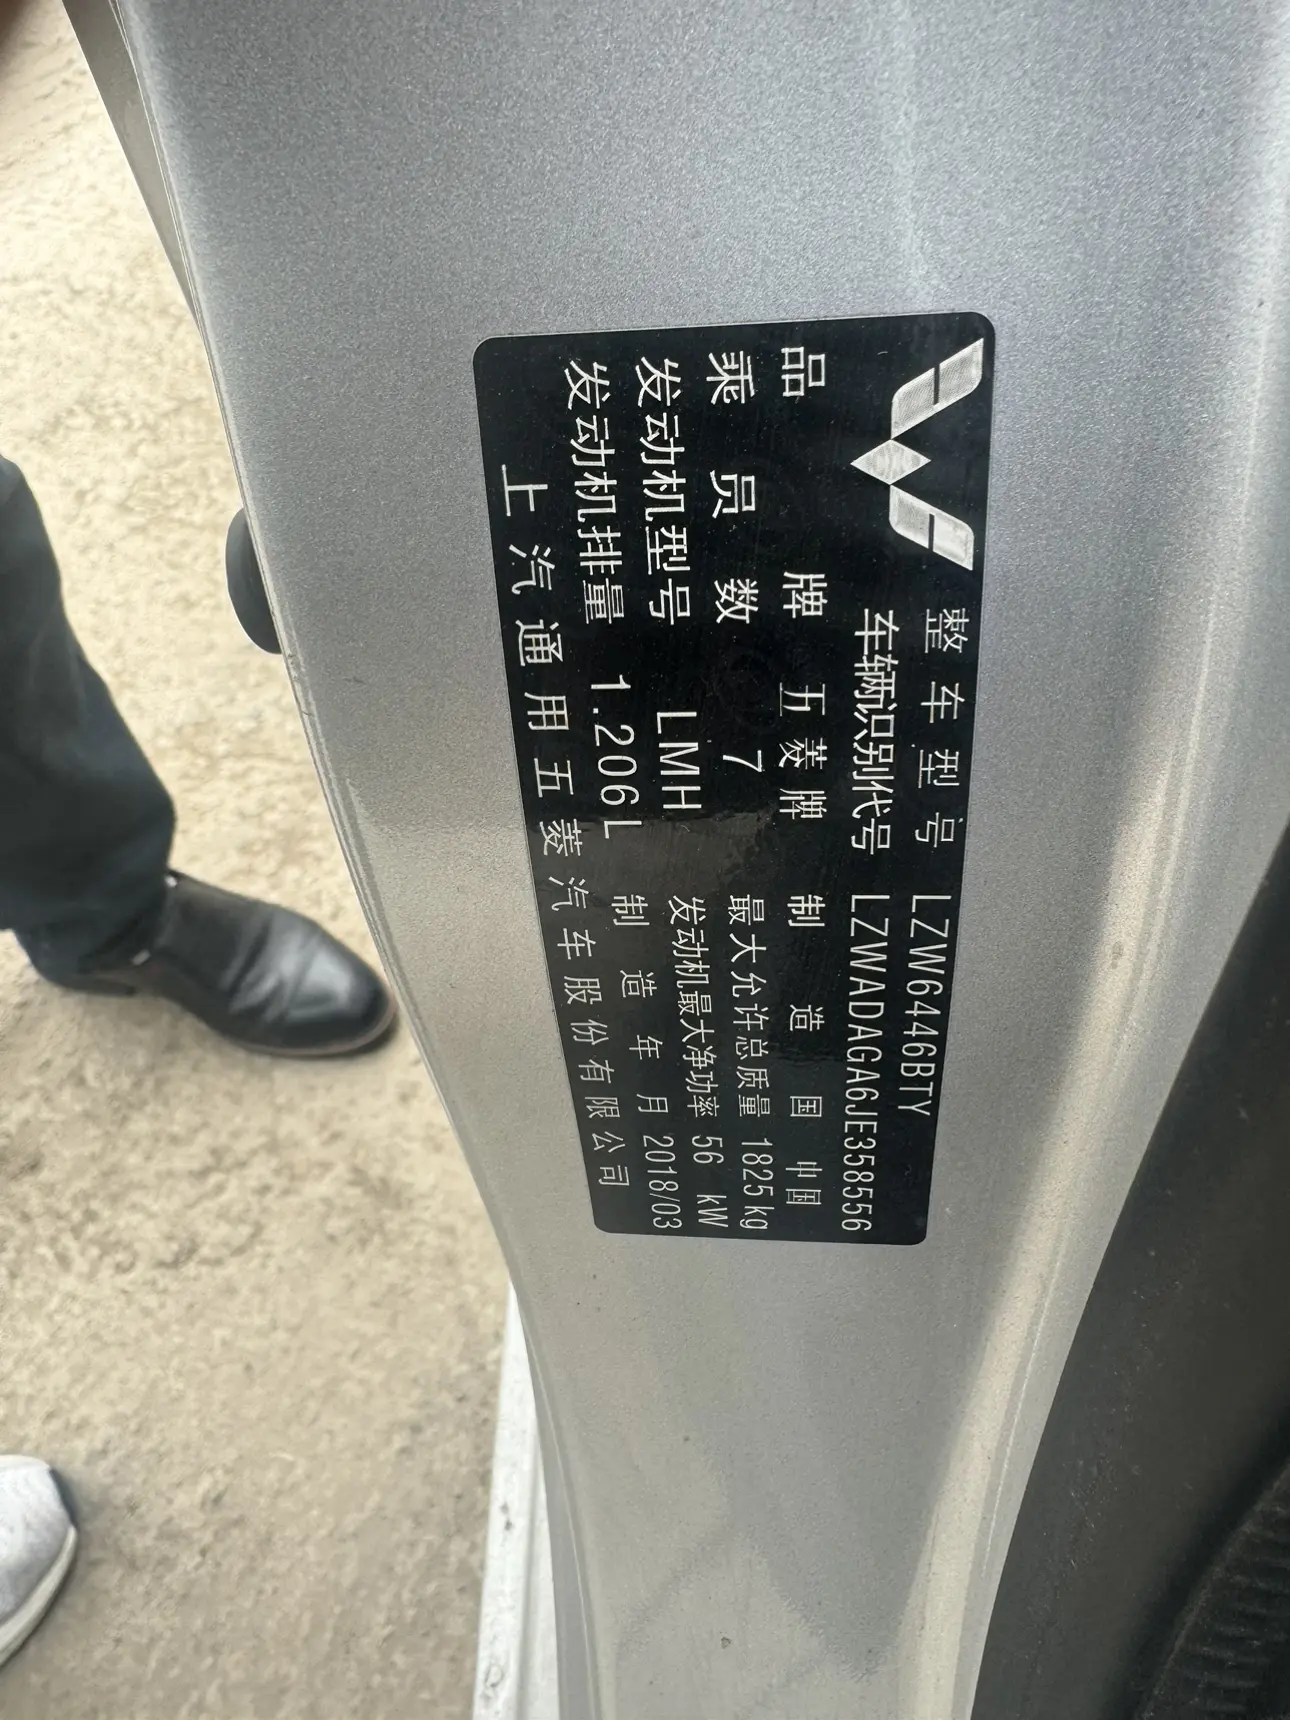 整车型号 LZW6446BTY
车辆识别代号 LZWADAGA6JE358556
品牌 五菱牌 制造国 中国
乘员数 7 最大允许总质量 1825kg
发动机型号 LMH 发动机最大净功率 56 kW
发动机排量 1.206L 制造年月 2018/03
上汽通用五菱汽车股份有限公司